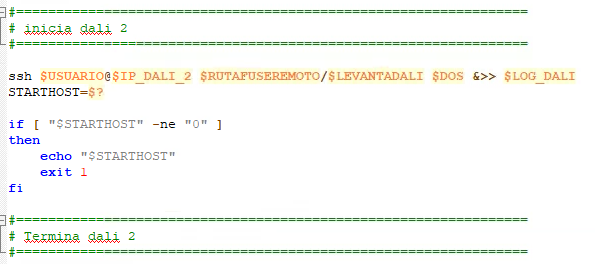 #================================================================
# inicia dali 2
#================================================================
ssh $USUARIO@$IP_DALI_2 $RUTAFUSEREMOTO/$LEVANTADALI $DOS &>> $LOG_DALI
STARTHOST=$?
if [ "$STARTHOST" -ne "0" ]
then
    echo "$STARTHOST"
    exit 1
fi
#================================================================
# Termina dali 2
#================================================================